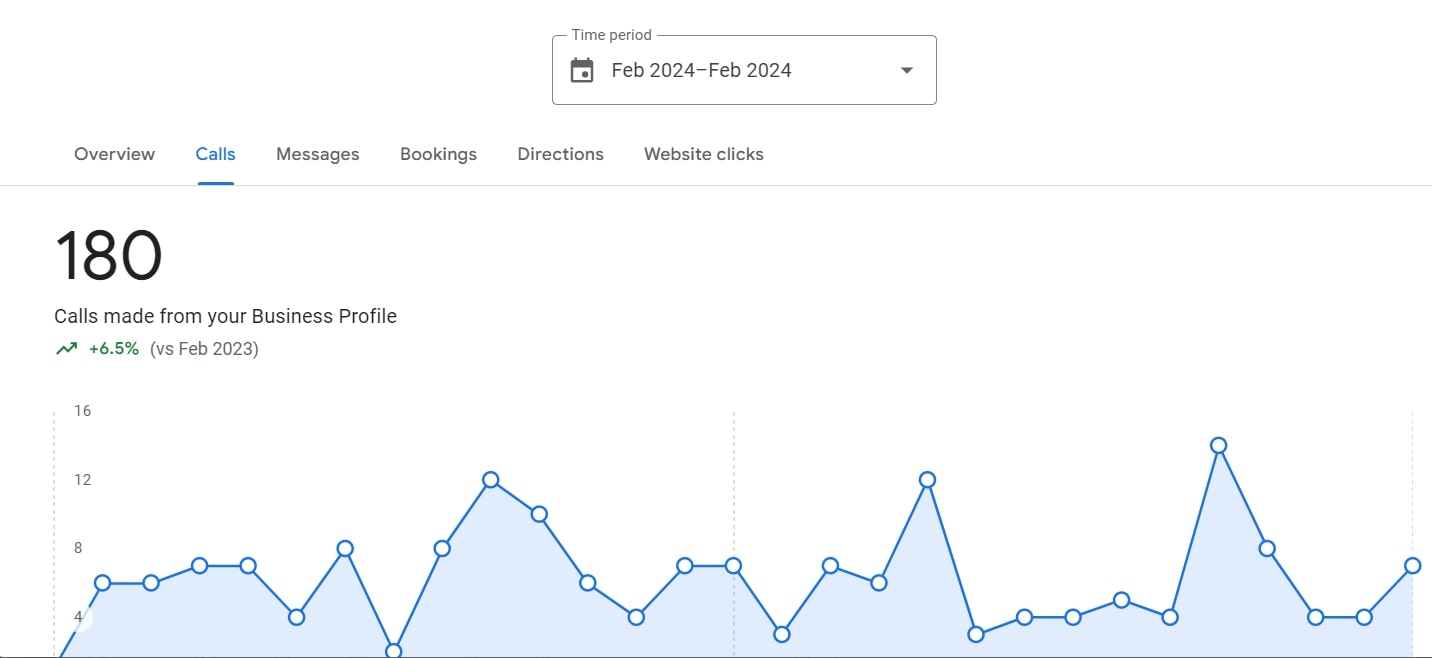 Time period
Feb 2024–Feb 2024
Overview Calls Messages Bookings Directions Website clicks
180
Calls made from your Business Profile
+6.5% (vs Feb 2023)
16
12
8
4